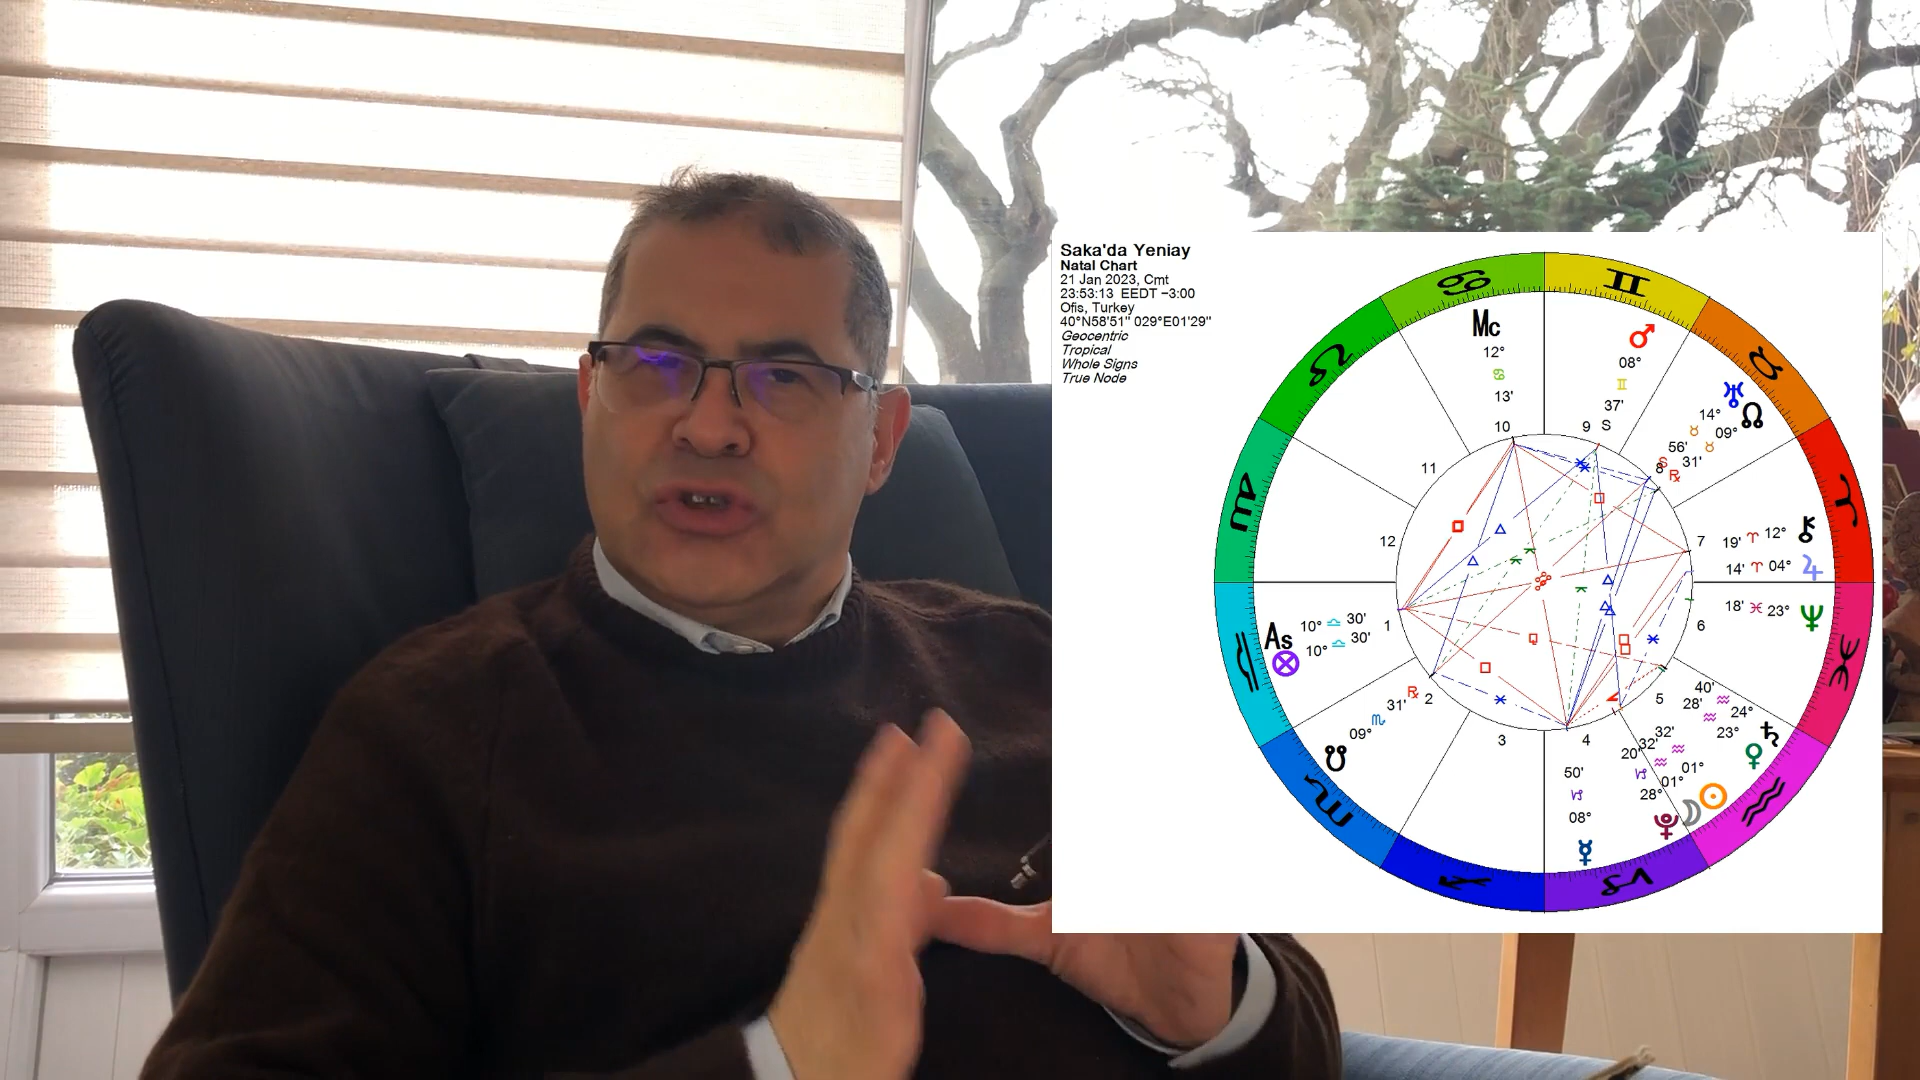 Saka'da Yeniay
Natal Chart
21 Jan 2023, Cmt
23:53:13 EEDT −3:00
Ofis, Turkey
40°N58'51" 029°E01'29"
Geocentric
Tropical
Whole Signs
True Node
Mc
12°
♋
13'
♂
08°
♊
37'
S
♅
14°
♉
56'
S
☊
09°
♉
31'
℞
19' ♈ 12° ⚷
14' ♈ 04° ♃
18' ♓ 23° ♆
40' ♒ 24° ♄
28' ♒ 23° ♀
32' ♒ 01° ☉
32' ♒ 01° ☽
20' ♑ 28° ♇
50'
♑
08°
☿
℞
31'
♏
09°
☋
As 10° ♎ 30'
⊗ 10° ♎ 30'
1
2
3
4
5
6
7
8
9
10
11
12